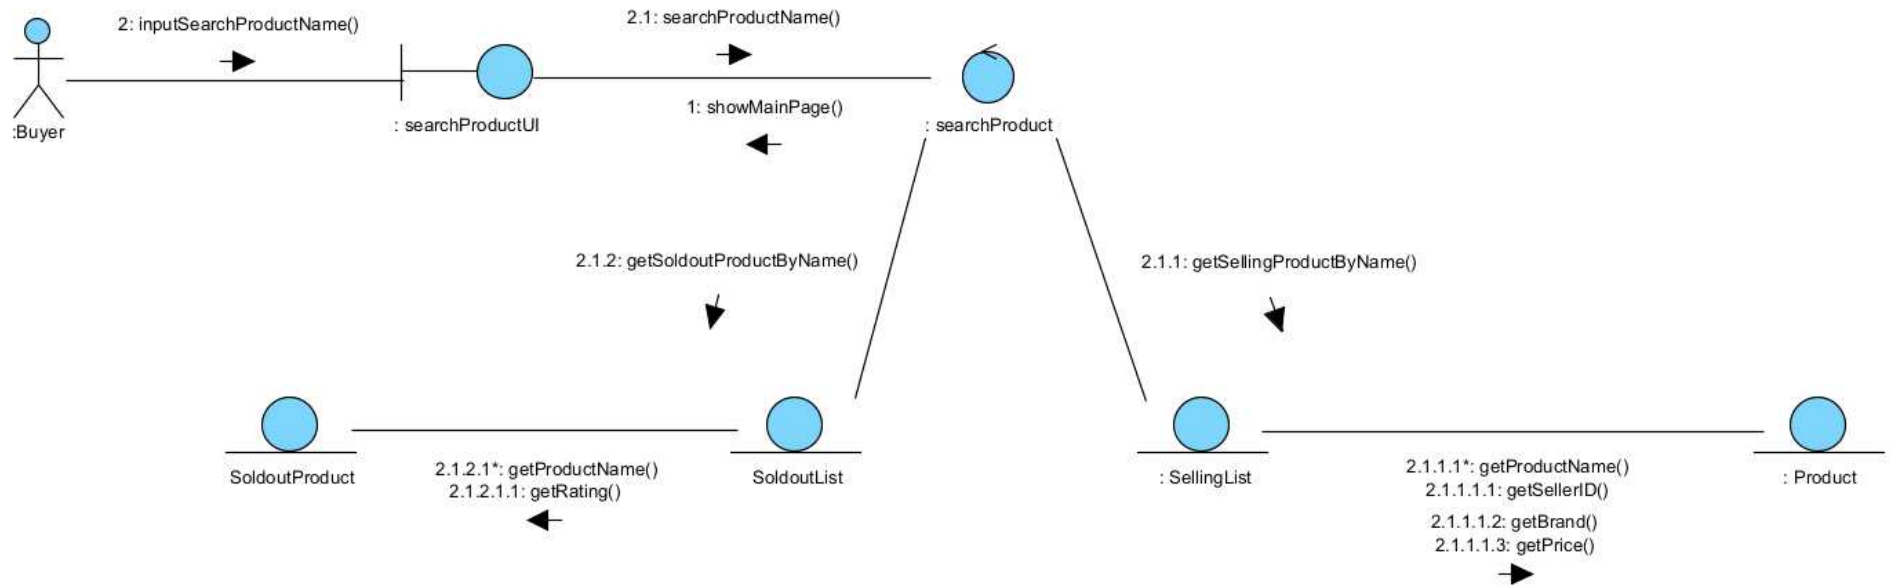 2: inputSearchProductName()
2.1: searchProductName()
1: showMainPage()
:Buyer
: searchProductUI
: searchProduct
2.1.2: getSoldoutProductByName()
2.1.1: getSellingProductByName()
SoldoutProduct
2.1.2.1*: getProductName()
2.1.2.1.1: getRating()
SoldoutList
: SellingList
2.1.1.1*: getProductName()
2.1.1.1.1: getSellerID()
2.1.1.1.2: getBrand()
2.1.1.1.3: getPrice()
: Product